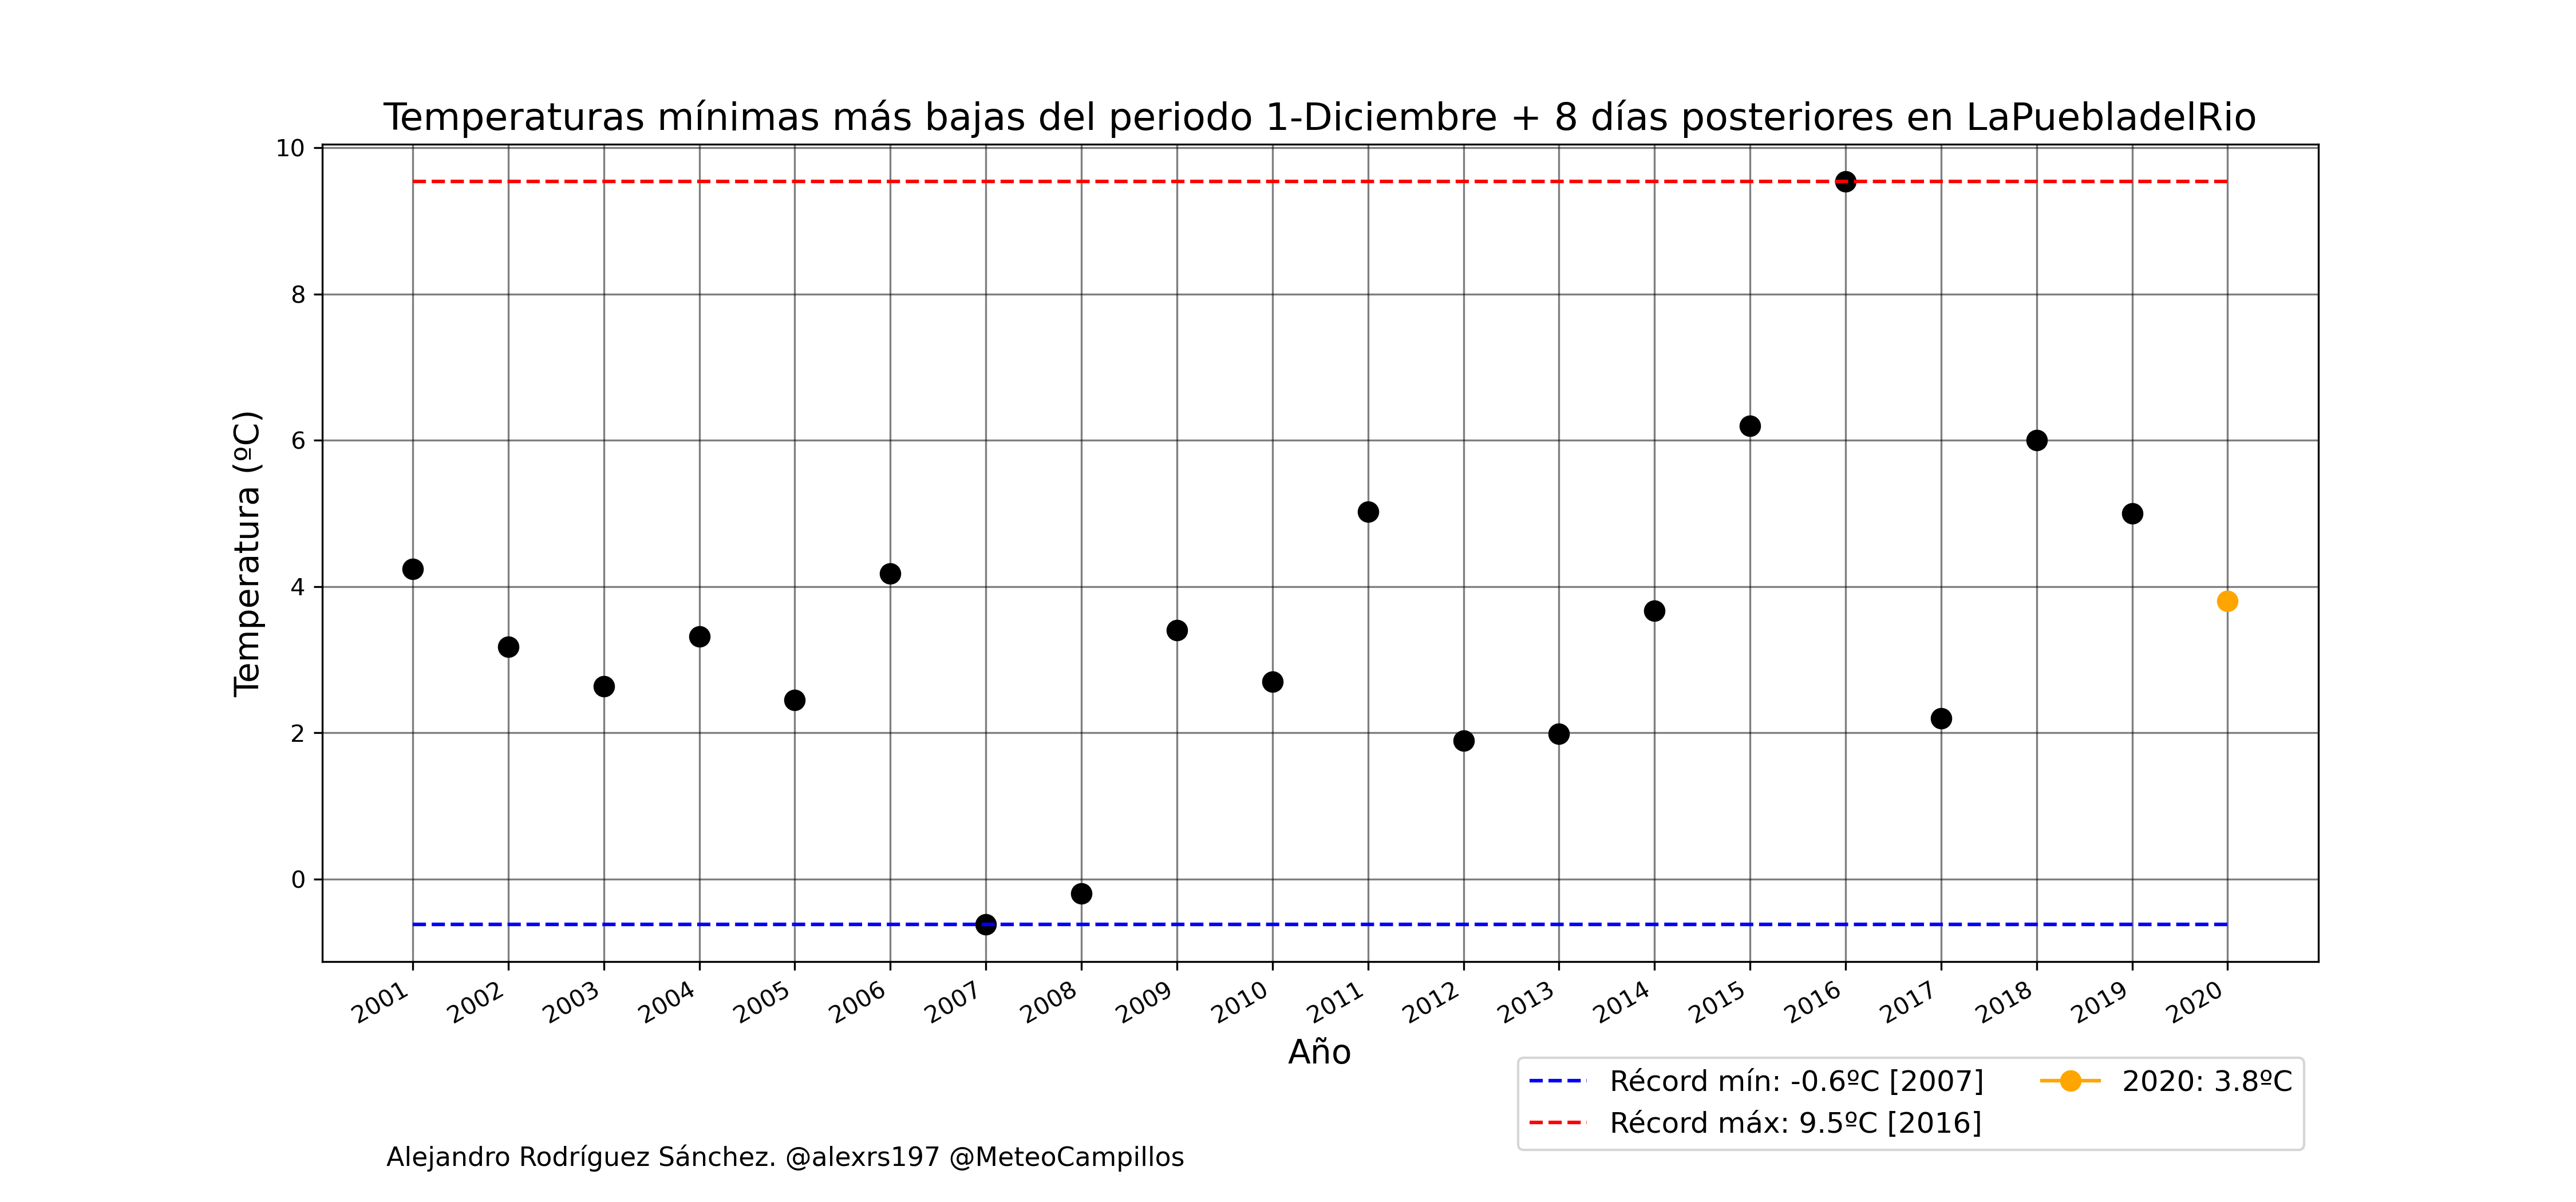 Temperaturas mínimas más bajas del periodo 1-Diciembre + 8 días posteriores en LaPuebladelRio
Temperatura (ºC)
10
8
6
4
2
0
2001 2002 2003 2004 2005 2006 2007 2008 2009 2010 2011 2012 2013 2014 2015 2016 2017 2018 2019 2020
Año
Récord mín: -0.6ºC [2007]
Récord máx: 9.5ºC [2016]
2020: 3.8ºC
Alejandro Rodríguez Sánchez. @alexrs197 @MeteoCampillos